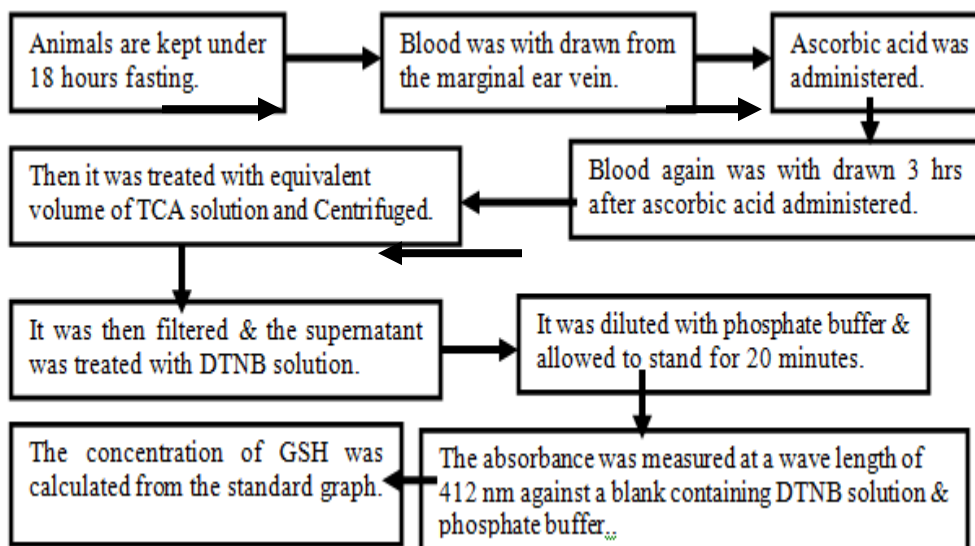 Animals are kept under
18 hours fasting.
Blood was with drawn from
the marginal ear vein.
Ascorbic acid was
administered.
Blood again was with drawn 3 hrs
after ascorbic acid administered.
Then it was treated with equivalent
volume of TCA solution and Centrifuged.
It was then filtered & the supernatant
was treated with DTNB solution.
It was diluted with phosphate buffer &
allowed to stand for 20 minutes.
The absorbance was measured at a wave length of
412 nm against a blank containing DTNB solution &
phosphate buffer..
The concentration of GSH was
calculated from the standard graph.